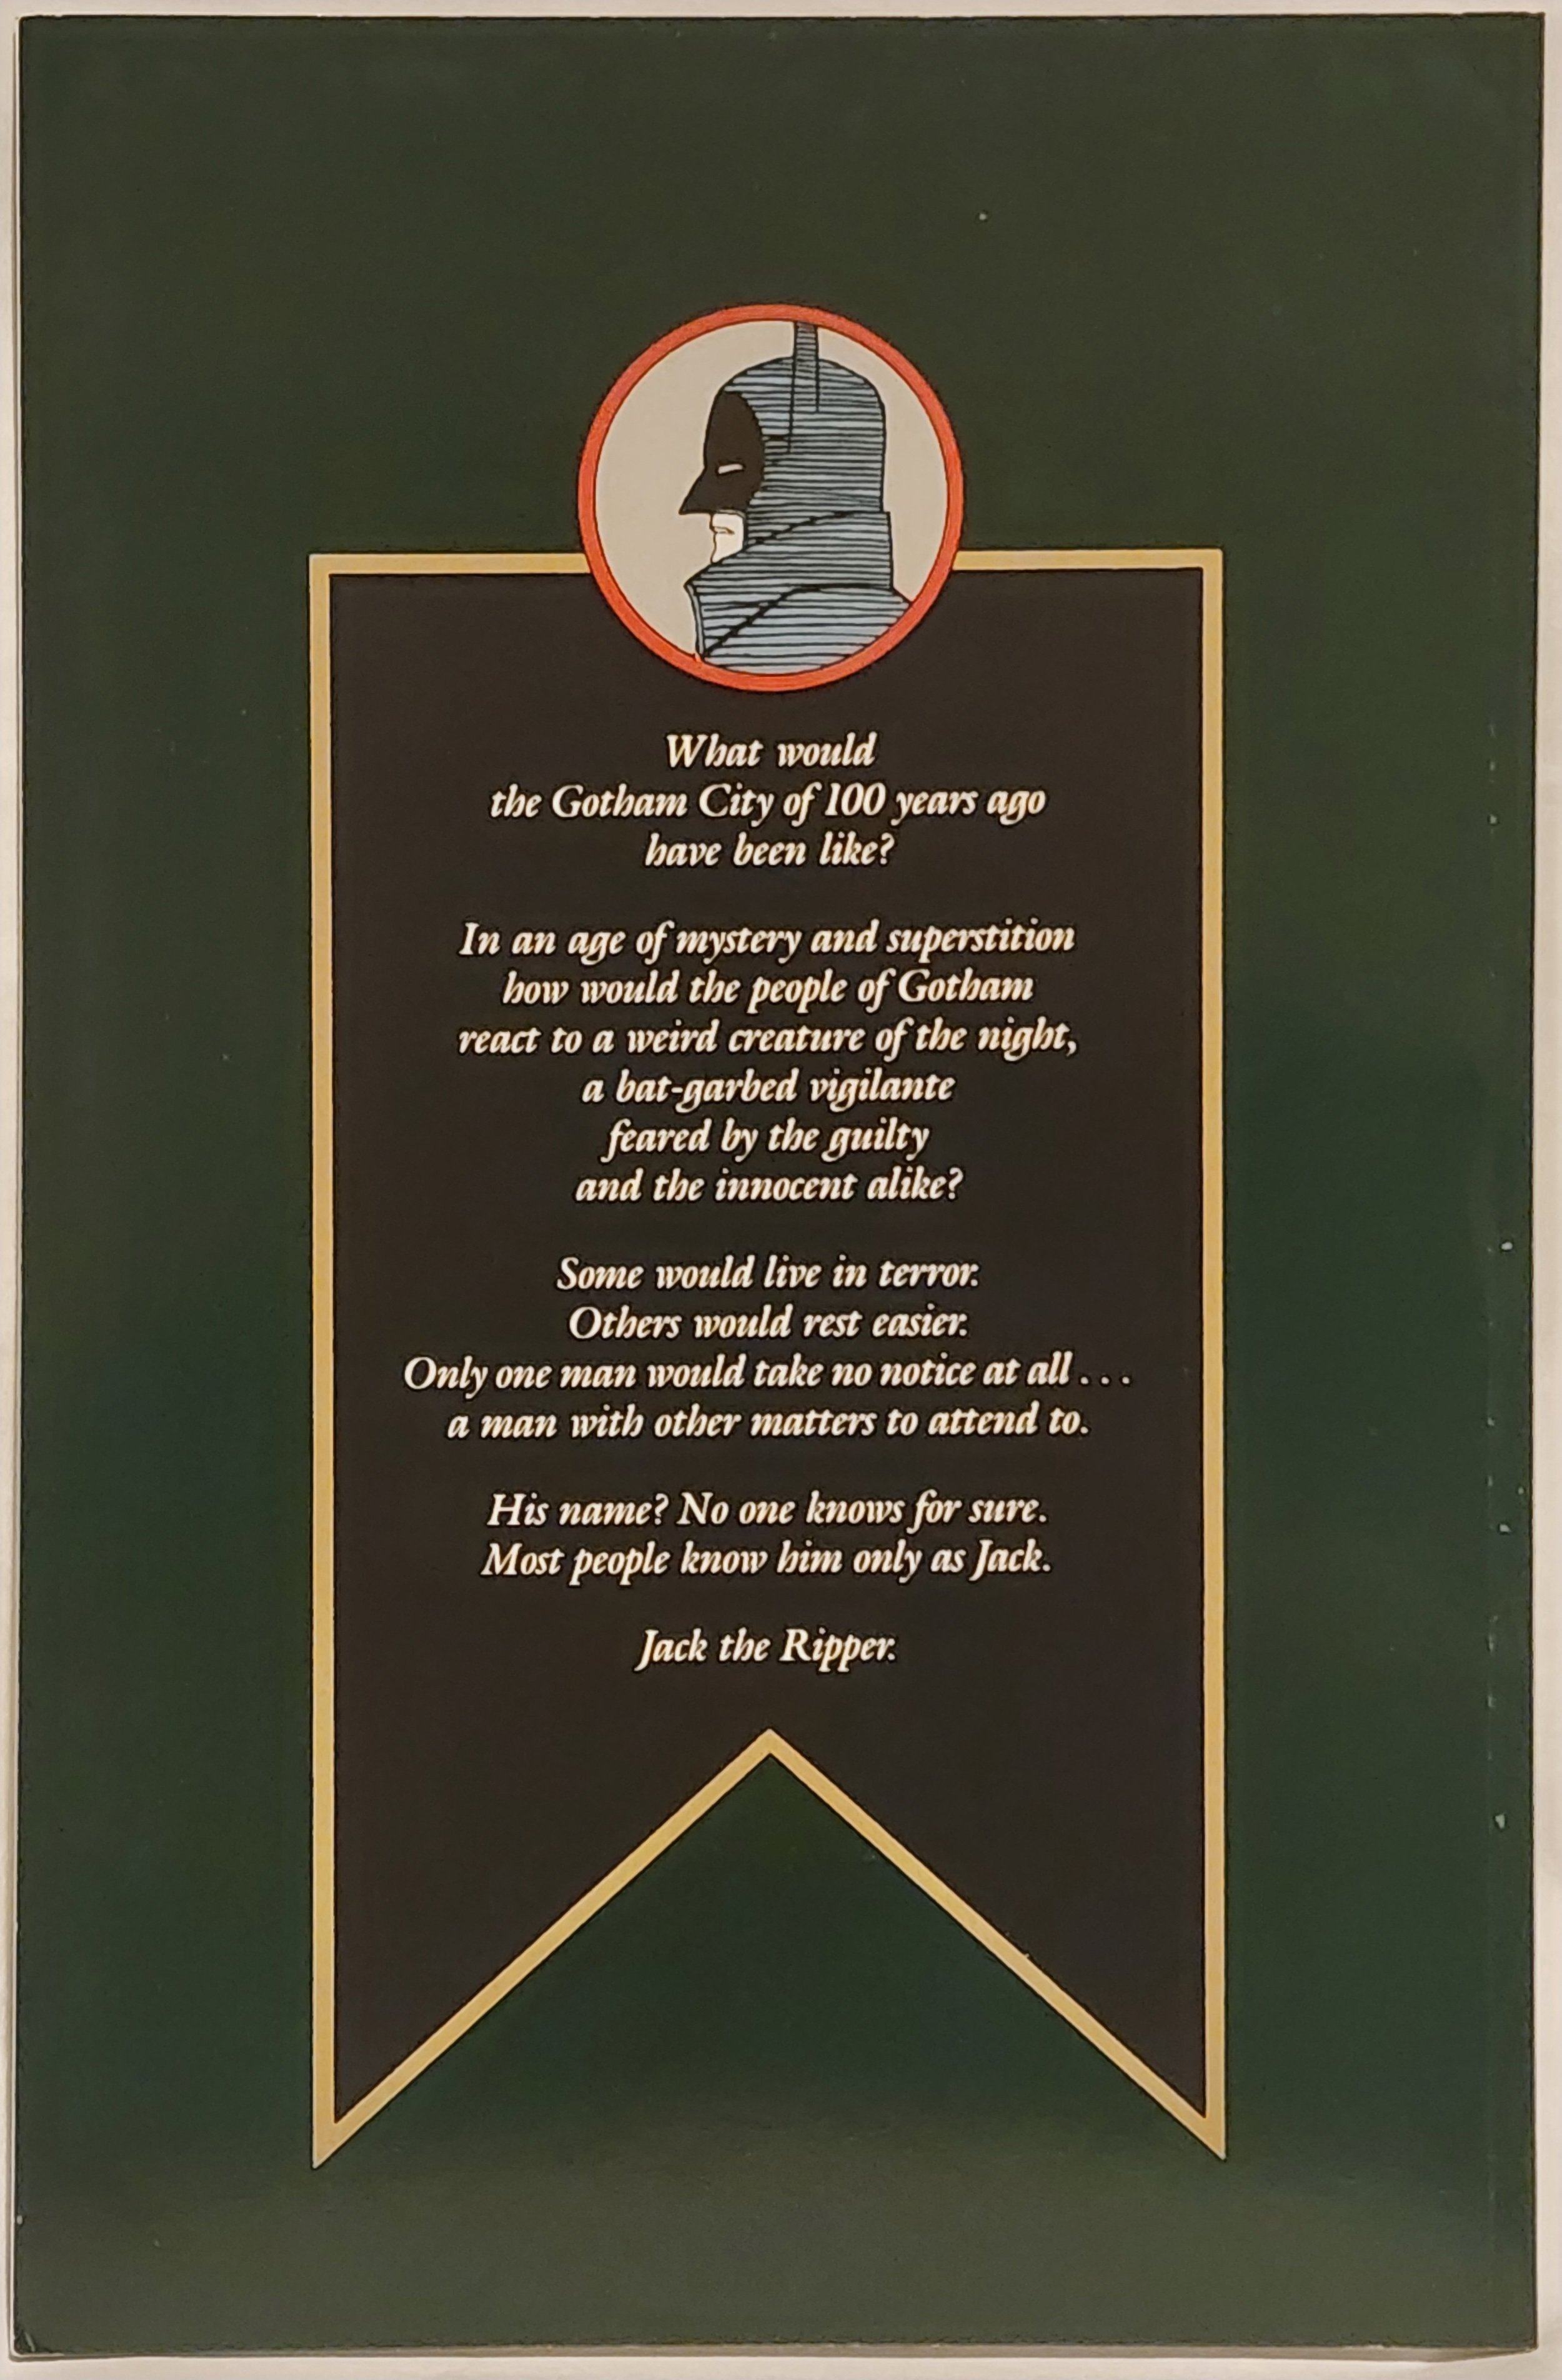 What would
the Gotham City of 100 years ago
have been like?
In an age of mystery and superstition
how would the people of Gotham
react to a weird creature of the night,
a bat-garbed vigilante
feared by the guilty
and the innocent alike?
Some would live in terror.
Others would rest easier.
Only one man would take no notice at all . . .
a man with other matters to attend to.
His name? No one knows for sure.
Most people know him only as Jack.
Jack the Ripper.